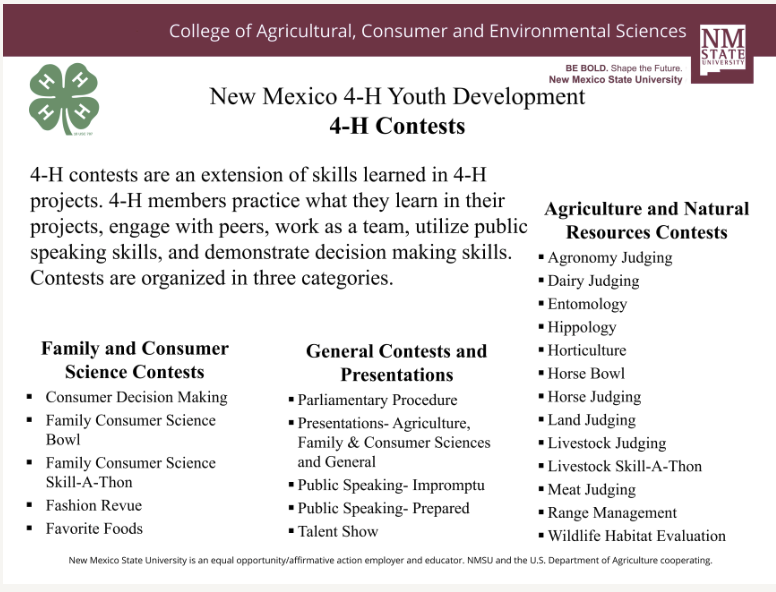 College of Agricultural, Consumer and Environmental Sciences
NM
STATE
UNIVERSITY
BE BOLD. Shape the Future.
New Mexico State University
H H
H H
New Mexico 4-H Youth Development
4-H Contests
4-H contests are an extension of skills learned in 4-H
projects. 4-H members practice what they learn in their
projects, engage with peers, work as a team, utilize public
speaking skills, and demonstrate decision making skills.
Contests are organized in three categories.
Family and Consumer
Science Contests
▪ Consumer Decision Making
▪ Family Consumer Science
Bowl
▪ Family Consumer Science
Skill-A-Thon
▪ Fashion Revue
▪ Favorite Foods
General Contests and
Presentations
▪ Parliamentary Procedure
▪ Presentations- Agriculture,
Family & Consumer Sciences
and General
▪ Public Speaking- Impromptu
▪ Public Speaking- Prepared
▪ Talent Show
Agriculture and Natural
Resources Contests
▪ Agronomy Judging
▪ Dairy Judging
▪ Entomology
▪ Hippology
▪ Horticulture
▪ Horse Bowl
▪ Horse Judging
▪ Land Judging
▪ Livestock Judging
▪ Livestock Skill-A-Thon
▪ Meat Judging
▪ Range Management
▪ Wildlife Habitat Evaluation
New Mexico State University is an equal opportunity/affirmative action employer and educator. NMSU and the U.S. Department of Agriculture cooperating.